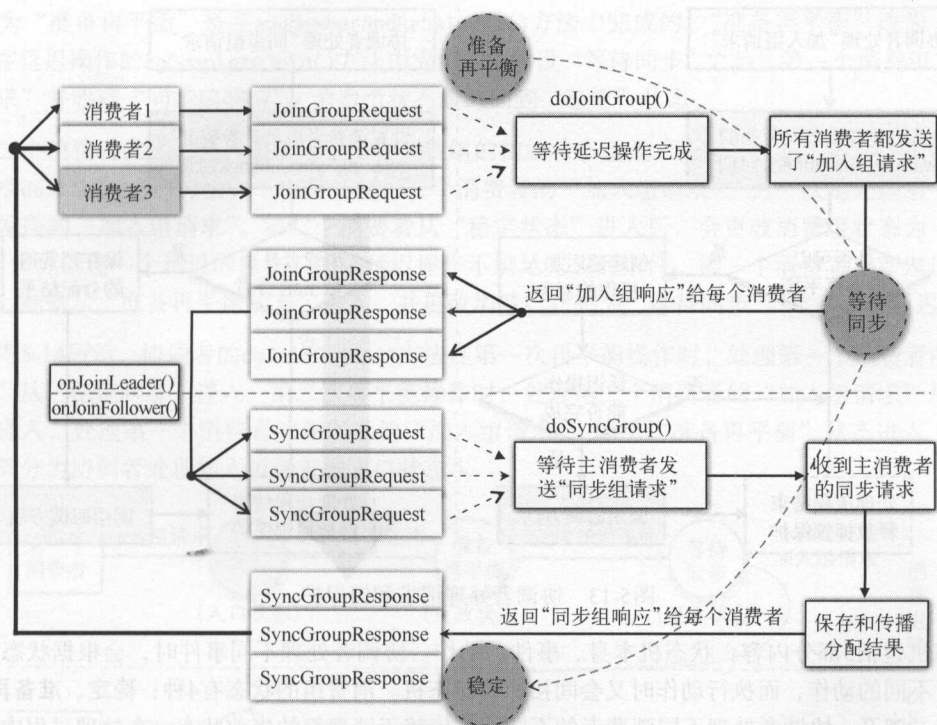 准备
再平衡
doJoinGroup()
消费者1
消费者2
消费者3
JoinGroupRequest
JoinGroupRequest
JoinGroupRequest
等待延迟操作完成
所有消费者都发送
“加入组请求”
JoinGroupResponse
JoinGroupResponse
JoinGroupResponse
返回“加入组响应”给每个消费者
等待
同步
onJoinLeader()
onJoinFollower()
SyncGroupRequest
SyncGroupRequest
SyncGroupRequest
doSyncGroup()
等待主消费者发
送“同步组请求”
收到主消费者
的同步请求
SyncGroupResponse
SyncGroupResponse
SyncGroupResponse
返回“同步组响应”给每个消费者
保存和传播
分配结果
稳定